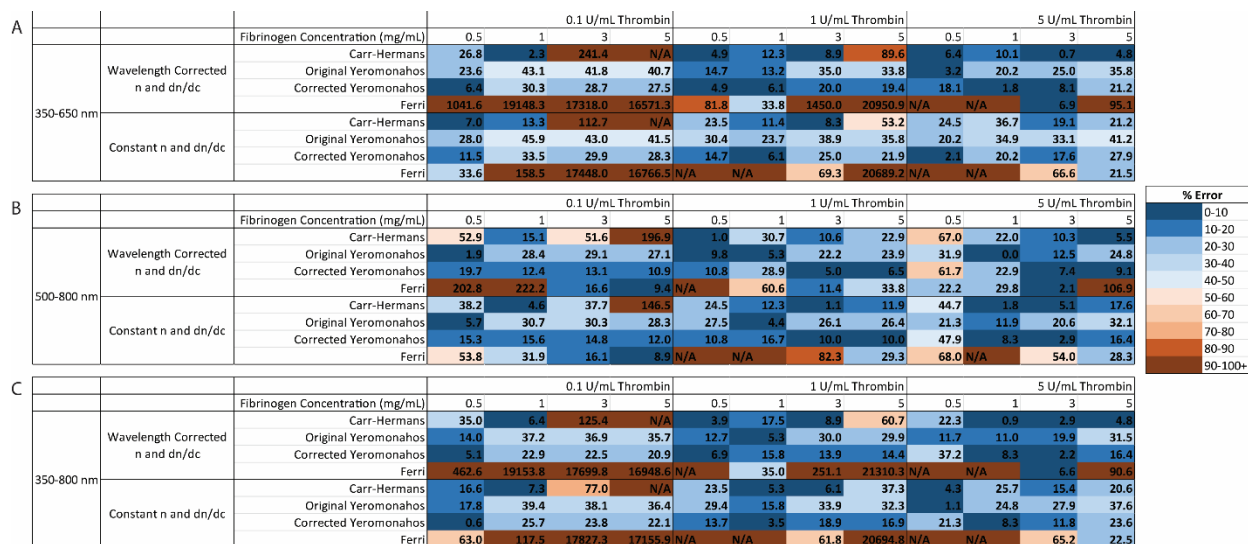 A
0.1 U/mL Thrombin 1 U/mL Thrombin 5 U/mL Thrombin
Fibrinogen Concentration (mg/mL) 0.5 1 3 5 0.5 1 3 5 0.5 1 3 5
350-650 nm
Wavelength Corrected n and dn/dc
Carr-Hermans 26.8 2.3 241.4 N/A 4.9 12.3 8.9 89.6 6.4 10.1 0.7 4.8
Original Yeromonahos 23.6 43.1 41.8 40.7 14.7 13.2 35.0 33.8 3.2 20.2 25.0 35.8
Corrected Yeromonahos 6.4 30.3 28.7 27.5 4.9 6.1 20.0 19.4 18.1 1.8 8.1 21.2
Ferri 1041.6 19148.3 17318.0 16571.3 81.8 33.8 1450.0 20950.9 N/A N/A 6.9 95.1
Constant n and dn/dc
Carr-Hermans 7.0 13.3 112.7 N/A 23.5 11.4 8.3 53.2 24.5 36.7 19.1 21.2
Original Yeromonahos 28.0 45.9 43.0 41.5 30.4 23.7 38.9 35.8 20.2 34.9 33.1 41.2
Corrected Yeromonahos 11.5 33.5 29.9 28.3 14.7 6.1 25.0 21.9 2.1 20.2 17.6 27.9
Ferri 33.6 158.5 17448.0 16766.5 N/A N/A 69.3 20689.2 N/A N/A 66.6 21.5
B
0.1 U/mL Thrombin 1 U/mL Thrombin 5 U/mL Thrombin
Fibrinogen Concentration (mg/mL) 0.5 1 3 5 0.5 1 3 5 0.5 1 3 5
500-800 nm
Wavelength Corrected n and dn/dc
Carr-Hermans 52.9 15.1 51.6 196.9 1.0 30.7 10.6 22.9 67.0 22.0 10.3 5.5
Original Yeromonahos 1.9 28.4 29.1 27.1 9.8 5.3 22.2 23.9 31.9 0.0 12.5 24.8
Corrected Yeromonahos 19.7 12.4 13.1 10.9 10.8 28.9 5.0 6.5 61.7 22.9 7.4 9.1
Ferri 202.8 222.2 16.6 9.4 N/A 60.6 11.4 33.8 22.2 29.8 2.1 106.9
Constant n and dn/dc
Carr-Hermans 38.2 4.6 37.7 146.5 24.5 12.3 1.1 11.9 44.7 1.8 5.1 17.6
Original Yeromonahos 5.7 30.7 30.3 28.3 27.5 4.4 26.1 26.4 21.3 11.9 20.6 32.1
Corrected Yeromonahos 15.3 15.6 14.8 12.0 10.8 16.7 10.0 10.0 47.9 8.3 2.9 16.4
Ferri 53.8 31.9 16.1 8.9 N/A N/A 82.3 29.3 68.0 N/A 54.0 28.3
C
0.1 U/mL Thrombin 1 U/mL Thrombin 5 U/mL Thrombin
Fibrinogen Concentration (mg/mL) 0.5 1 3 5 0.5 1 3 5 0.5 1 3 5
350-800 nm
Wavelength Corrected n and dn/dc
Carr-Hermans 35.0 6.4 125.4 N/A 3.9 17.5 8.9 60.7 22.3 0.9 2.9 4.8
Original Yeromonahos 14.0 37.2 36.9 35.7 12.7 5.3 30.0 29.9 11.7 11.0 19.9 31.5
Corrected Yeromonahos 5.1 22.9 22.5 20.9 6.9 15.8 13.9 14.4 37.2 8.3 2.2 16.4
Ferri 462.6 19153.8 17699.8 16948.6 N/A 35.0 251.1 21310.3 N/A N/A 6.6 90.6
Constant n and dn/dc
Carr-Hermans 16.6 7.3 77.0 N/A 23.5 5.3 6.1 37.3 4.3 25.7 15.4 20.6
Original Yeromonahos 17.8 39.4 38.1 36.4 29.4 15.8 33.9 32.3 1.1 24.8 27.9 37.6
Corrected Yeromonahos 0.6 25.7 23.8 22.1 13.7 3.5 18.9 16.9 21.3 8.3 11.8 23.6
Ferri 63.0 117.5 17827.3 17155.9 N/A N/A 61.8 20694.8 N/A N/A 65.2 22.5
% Error
0-10
10-20
20-30
30-40
40-50
50-60
60-70
70-80
80-90
90-100+